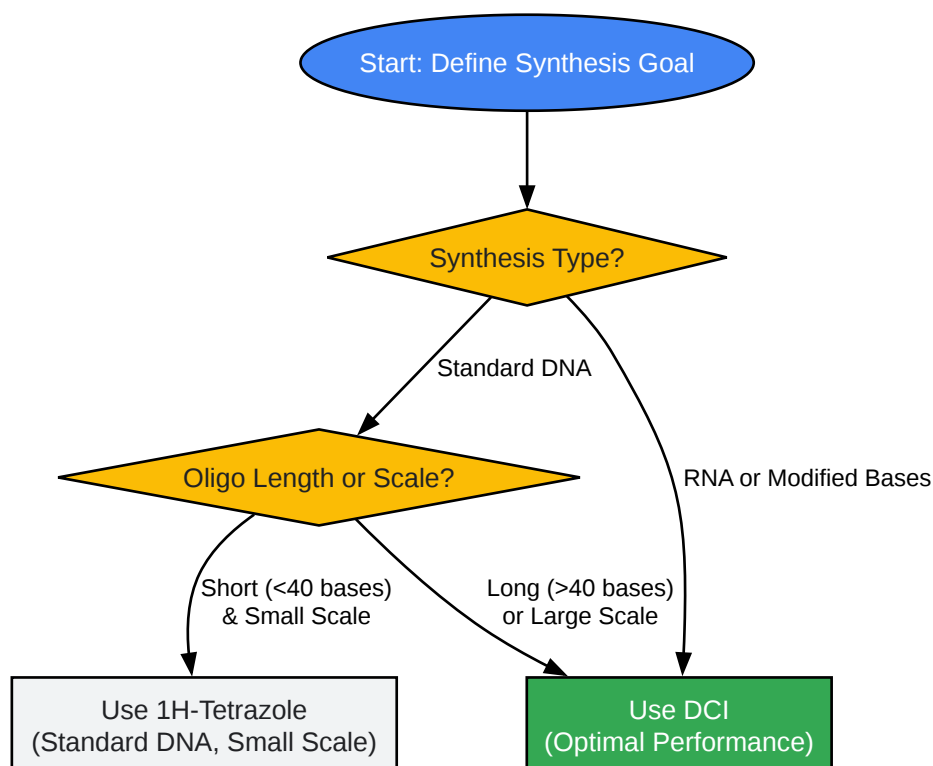 Start: Define Synthesis Goal
Synthesis Type?
Standard DNA
Oligo Length or Scale?
RNA or Modified Bases
Short (<40 bases)
& Small Scale
Long (>40 bases)
or Large Scale
Use 1H-Tetrazole
(Standard DNA, Small Scale)
Use DCI
(Optimal Performance)